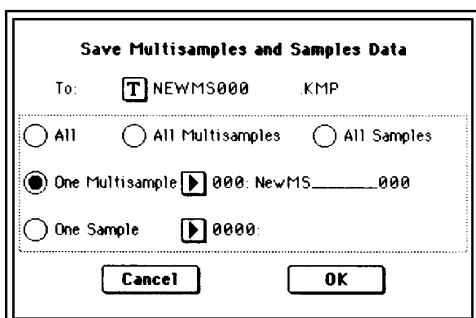 Save Multisamples and Samples Data
To: T NEWMS000 .KMP
All All Multisamples All Samples
One Multisample 000: NewMS_______000
One Sample 0000:
Cancel OK